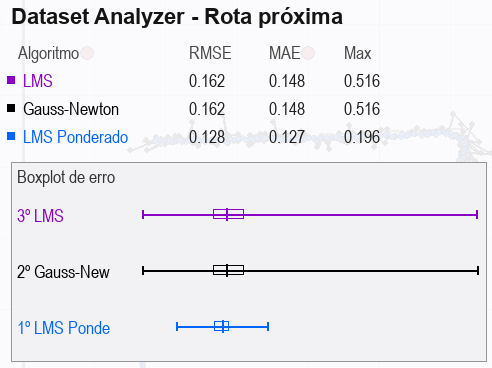 Dataset Analyzer - Rota próxima
Algoritmo RMSE MAE Max
LMS 0.162 0.148 0.516
Gauss-Newton 0.162 0.148 0.516
LMS Ponderado 0.128 0.127 0.196
Boxplot de erro
3º LMS
2º Gauss-New
1º LMS Ponde